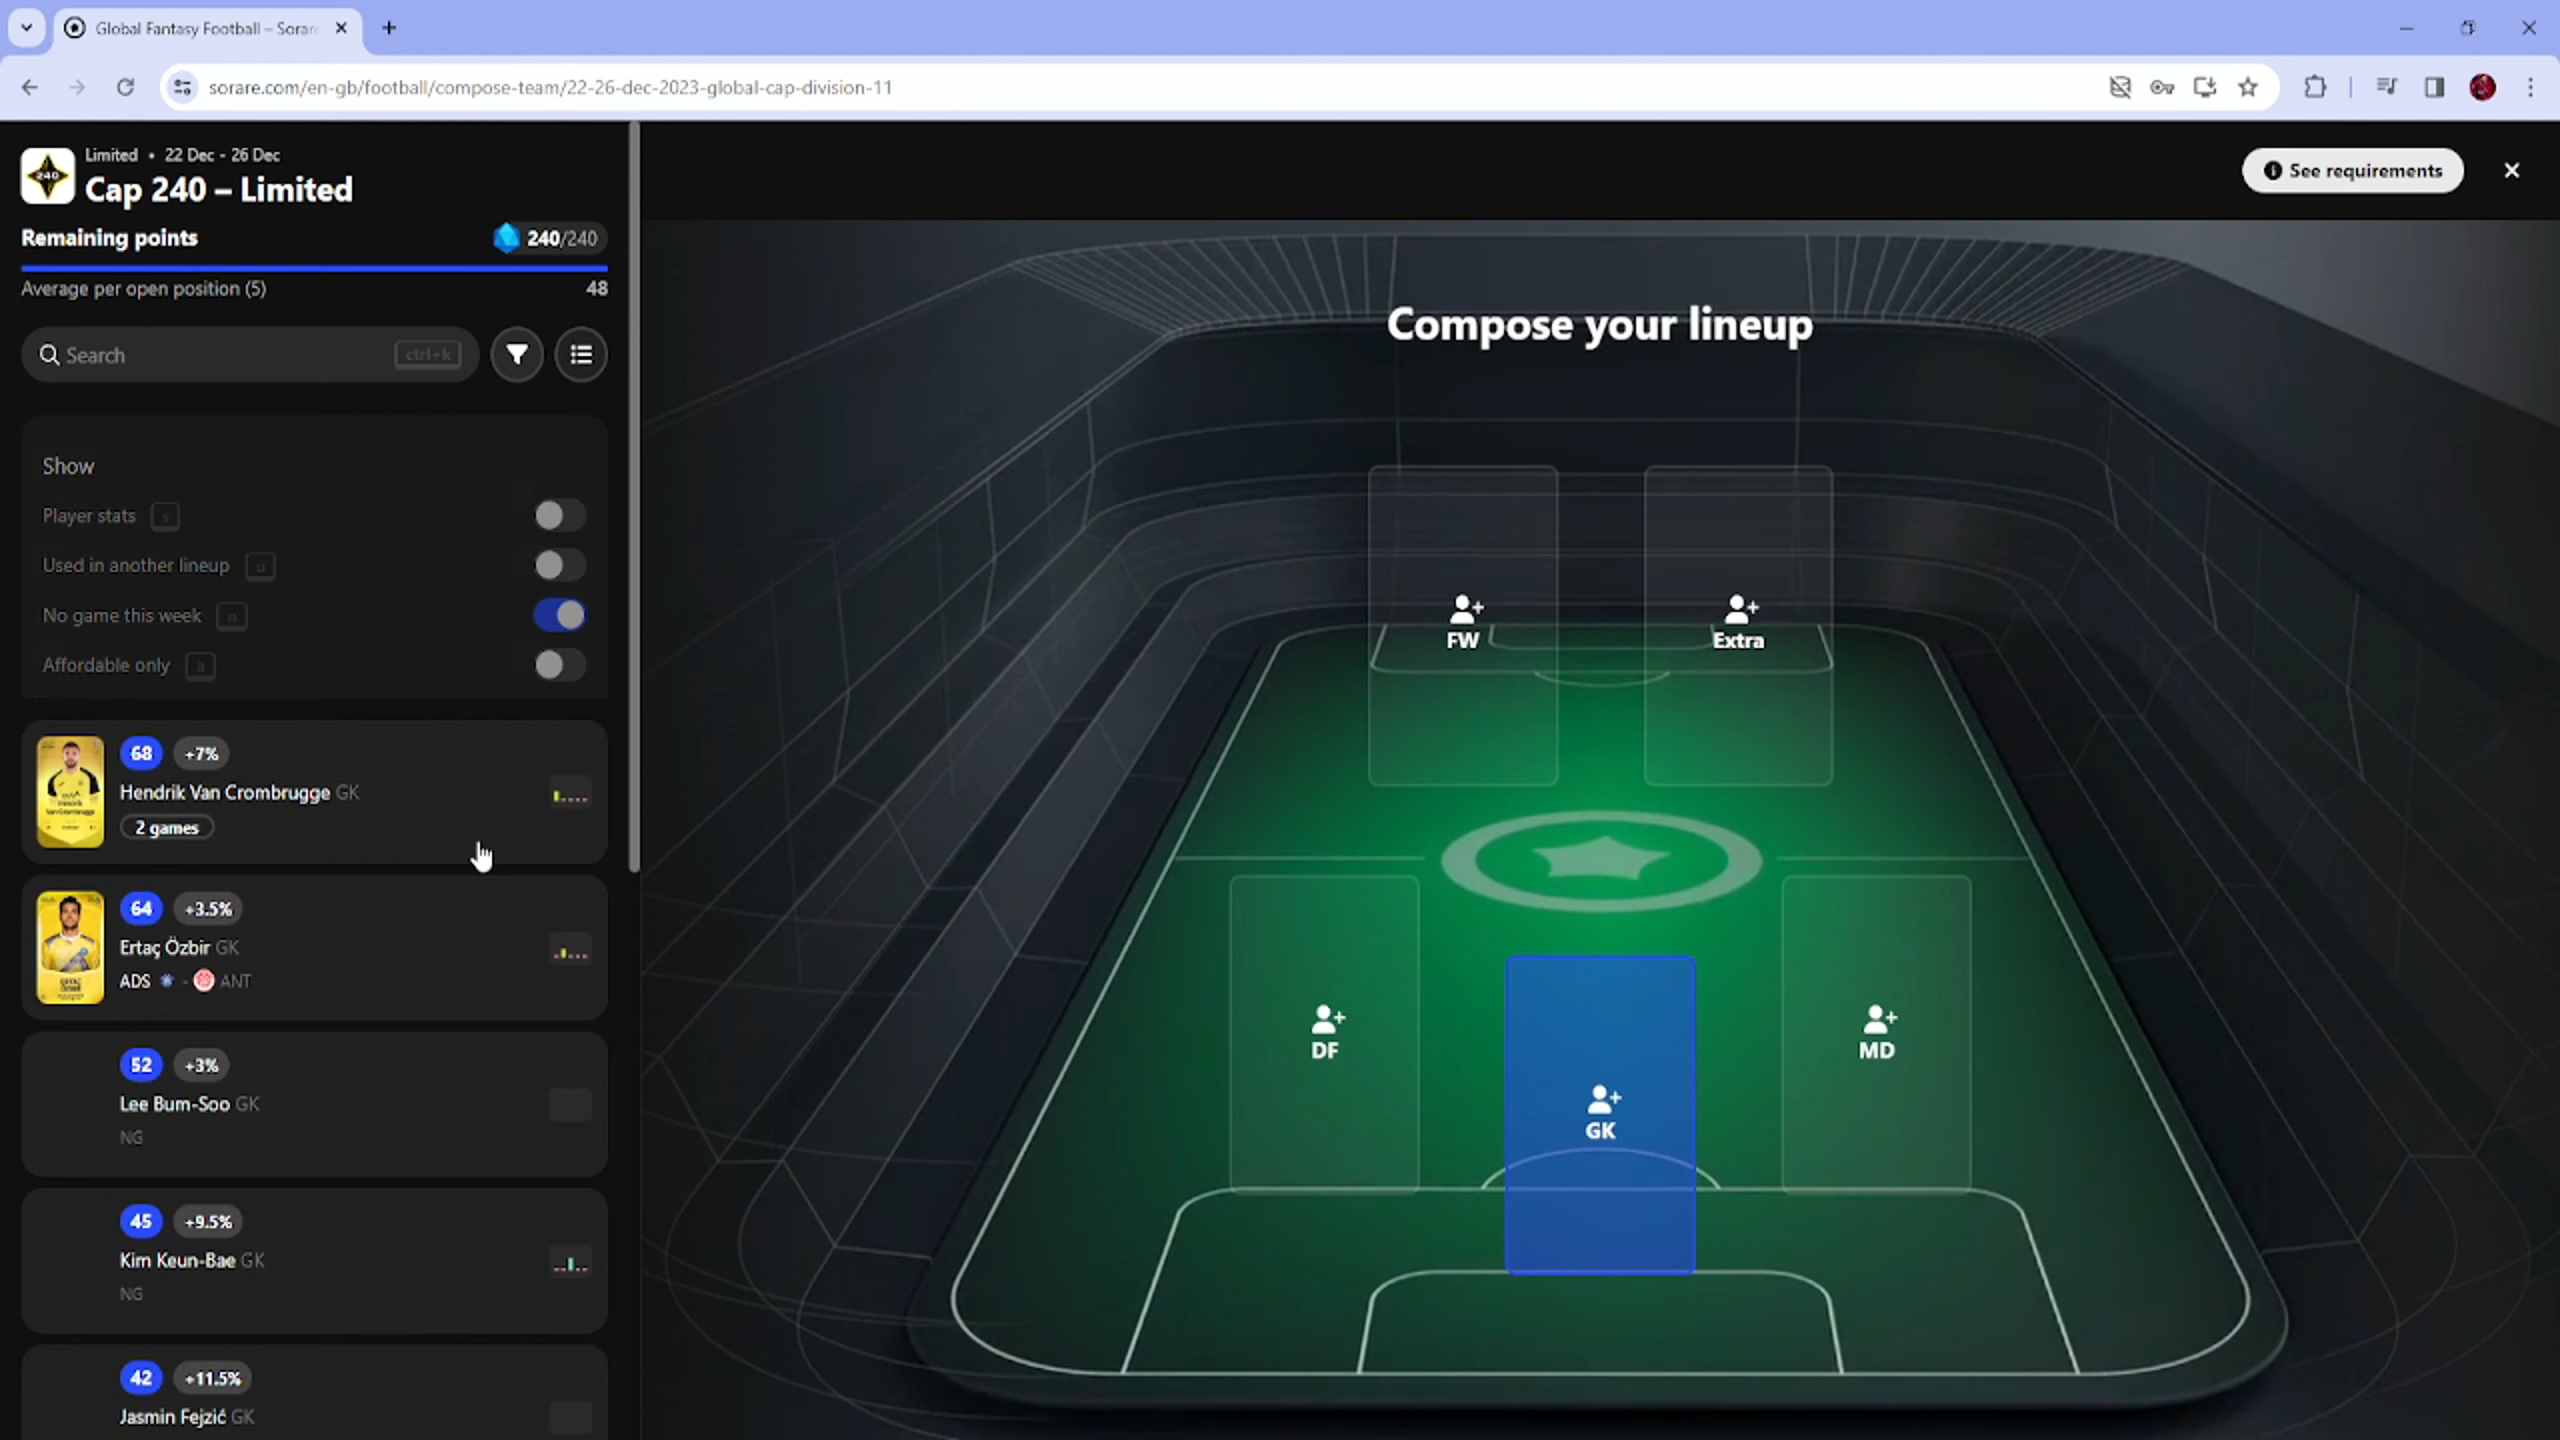 Global Fantasy Football – Sorar
sorare.com/en-gb/football/compose-team/22-26-dec-2023-global-cap-division-11
240
Limited • 22 Dec - 26 Dec
Cap 240 – Limited
See requirements
Remaining points
240/240
Average per open position (5)
48
Search
ctrl+k
Compose your lineup
Show
Player stats s
Used in another lineup u
No game this week n
Affordable only a
FW
Extra
68 +7%
Hendrik Van Crombrugge GK
2 games
64 +3.5%
Ertaç Özbir GK
ADS - ANT
DF
MD
GK
52 +3%
Lee Bum-Soo GK
NG
45 +9.5%
Kim Keun-Bae GK
NG
42 +11.5%
Jasmin Fejzić GK